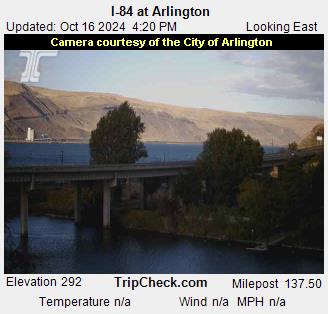 I-84 at Arlington
Updated: Oct 16 2024 4:20 PM Looking East
Camera courtesy of the City of Arlington
Elevation 292 TripCheck.com Milepost 137.50
Temperature n/a Wind n/a MPH n/a